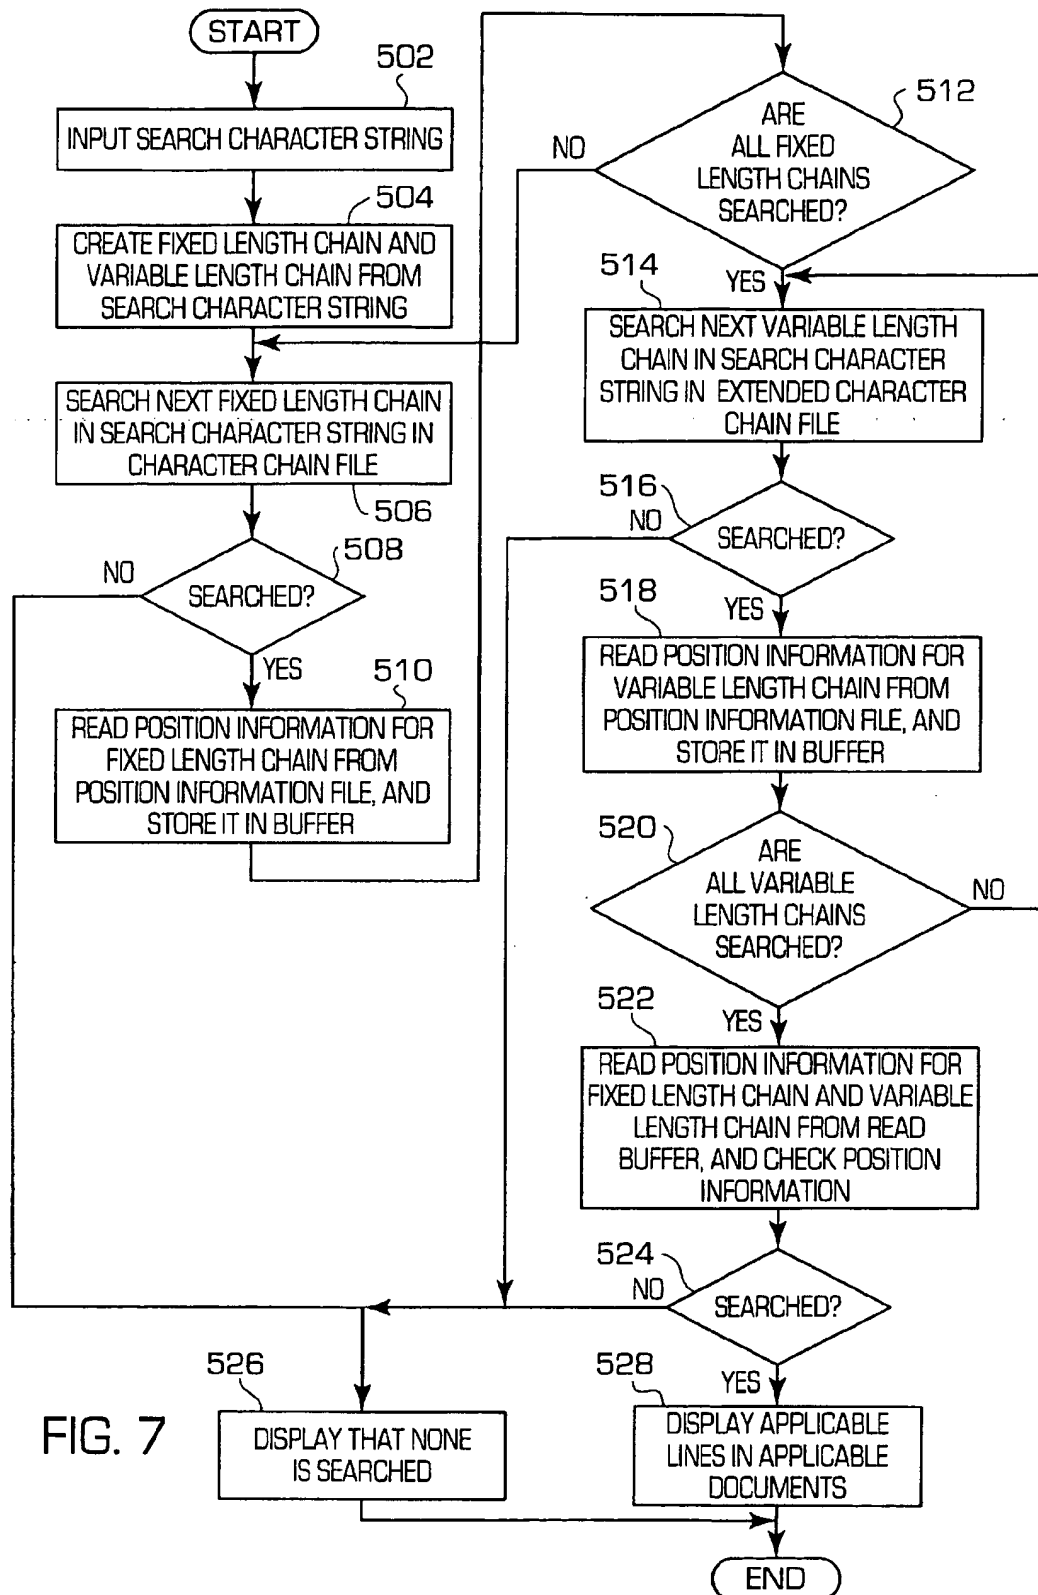 START
502
INPUT SEARCH CHARACTER STRING
504
CREATE FIXED LENGTH CHAIN AND
VARIABLE LENGTH CHAIN FROM
SEARCH CHARACTER STRING
SEARCH NEXT FIXED LENGTH CHAIN
IN SEARCH CHARACTER STRING IN
CHARACTER CHAIN FILE
506
508
NO
SEARCHED?
YES
510
READ POSITION INFORMATION FOR
FIXED LENGTH CHAIN FROM
POSITION INFORMATION FILE, AND
STORE IT IN BUFFER
512
ARE
ALL FIXED
LENGTH CHAINS
SEARCHED?
NO
YES
514
SEARCH NEXT VARIABLE LENGTH
CHAIN IN SEARCH CHARACTER
STRING IN EXTENDED CHARACTER
CHAIN FILE
516
NO
SEARCHED?
YES
518
READ POSITION INFORMATION FOR
VARIABLE LENGTH CHAIN FROM
POSITION INFORMATION FILE, AND
STORE IT IN BUFFER
520
ARE
ALL VARIABLE
LENGTH CHAINS
SEARCHED?
NO
YES
522
READ POSITION INFORMATION FOR
FIXED LENGTH CHAIN AND VARIABLE
LENGTH CHAIN FROM READ
BUFFER, AND CHECK POSITION
INFORMATION
524
NO
SEARCHED?
YES
526
DISPLAY THAT NONE
IS SEARCHED
528
DISPLAY APPLICABLE
LINES IN APPLICABLE
DOCUMENTS
END
FIG. 7